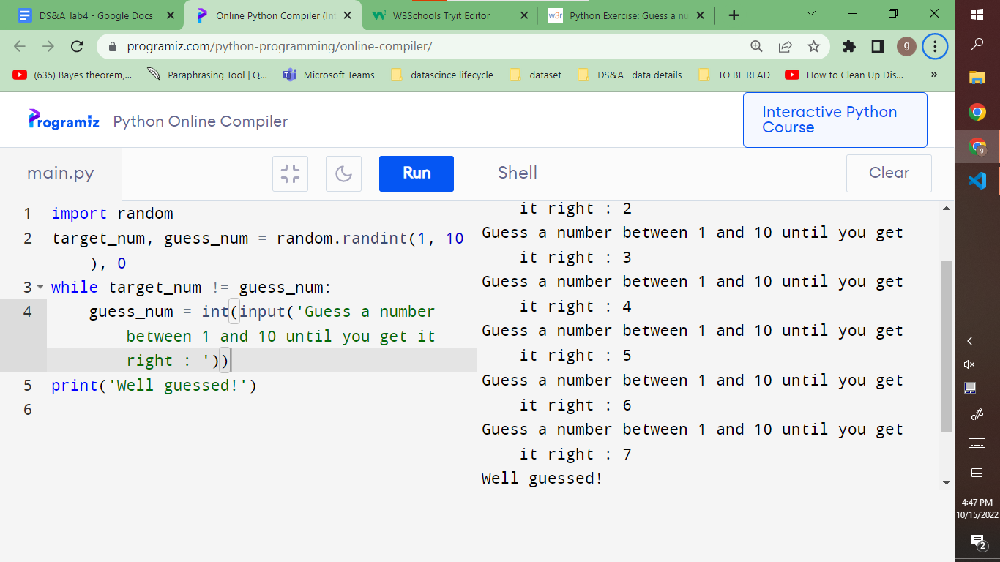 DS&A_lab4 - Google Docs
Online Python Compiler (Int
W3Schools Tryit Editor
w3r Python Exercise: Guess a nu
programiz.com/python-programming/online-compiler/
g
(635) Bayes theorem,...
Paraphrasing Tool | Q...
Microsoft Teams
datascince lifecycle
dataset
DS&A data details
TO BE READ
How to Clean Up Dis...
»
Programiz
Python Online Compiler
Interactive Python
Course
main.py
Run
Shell
Clear
1 import random
2 target_num, guess_num = random.randint(1, 10
), 0
3 while target_num != guess_num:
4 guess_num = int(input('Guess a number
between 1 and 10 until you get it
right : '))
5 print('Well guessed!')
6
it right : 2
Guess a number between 1 and 10 until you get
it right : 3
Guess a number between 1 and 10 until you get
it right : 4
Guess a number between 1 and 10 until you get
it right : 5
Guess a number between 1 and 10 until you get
it right : 6
Guess a number between 1 and 10 until you get
it right : 7
Well guessed!
g
4:47 PM
10/15/2022
2